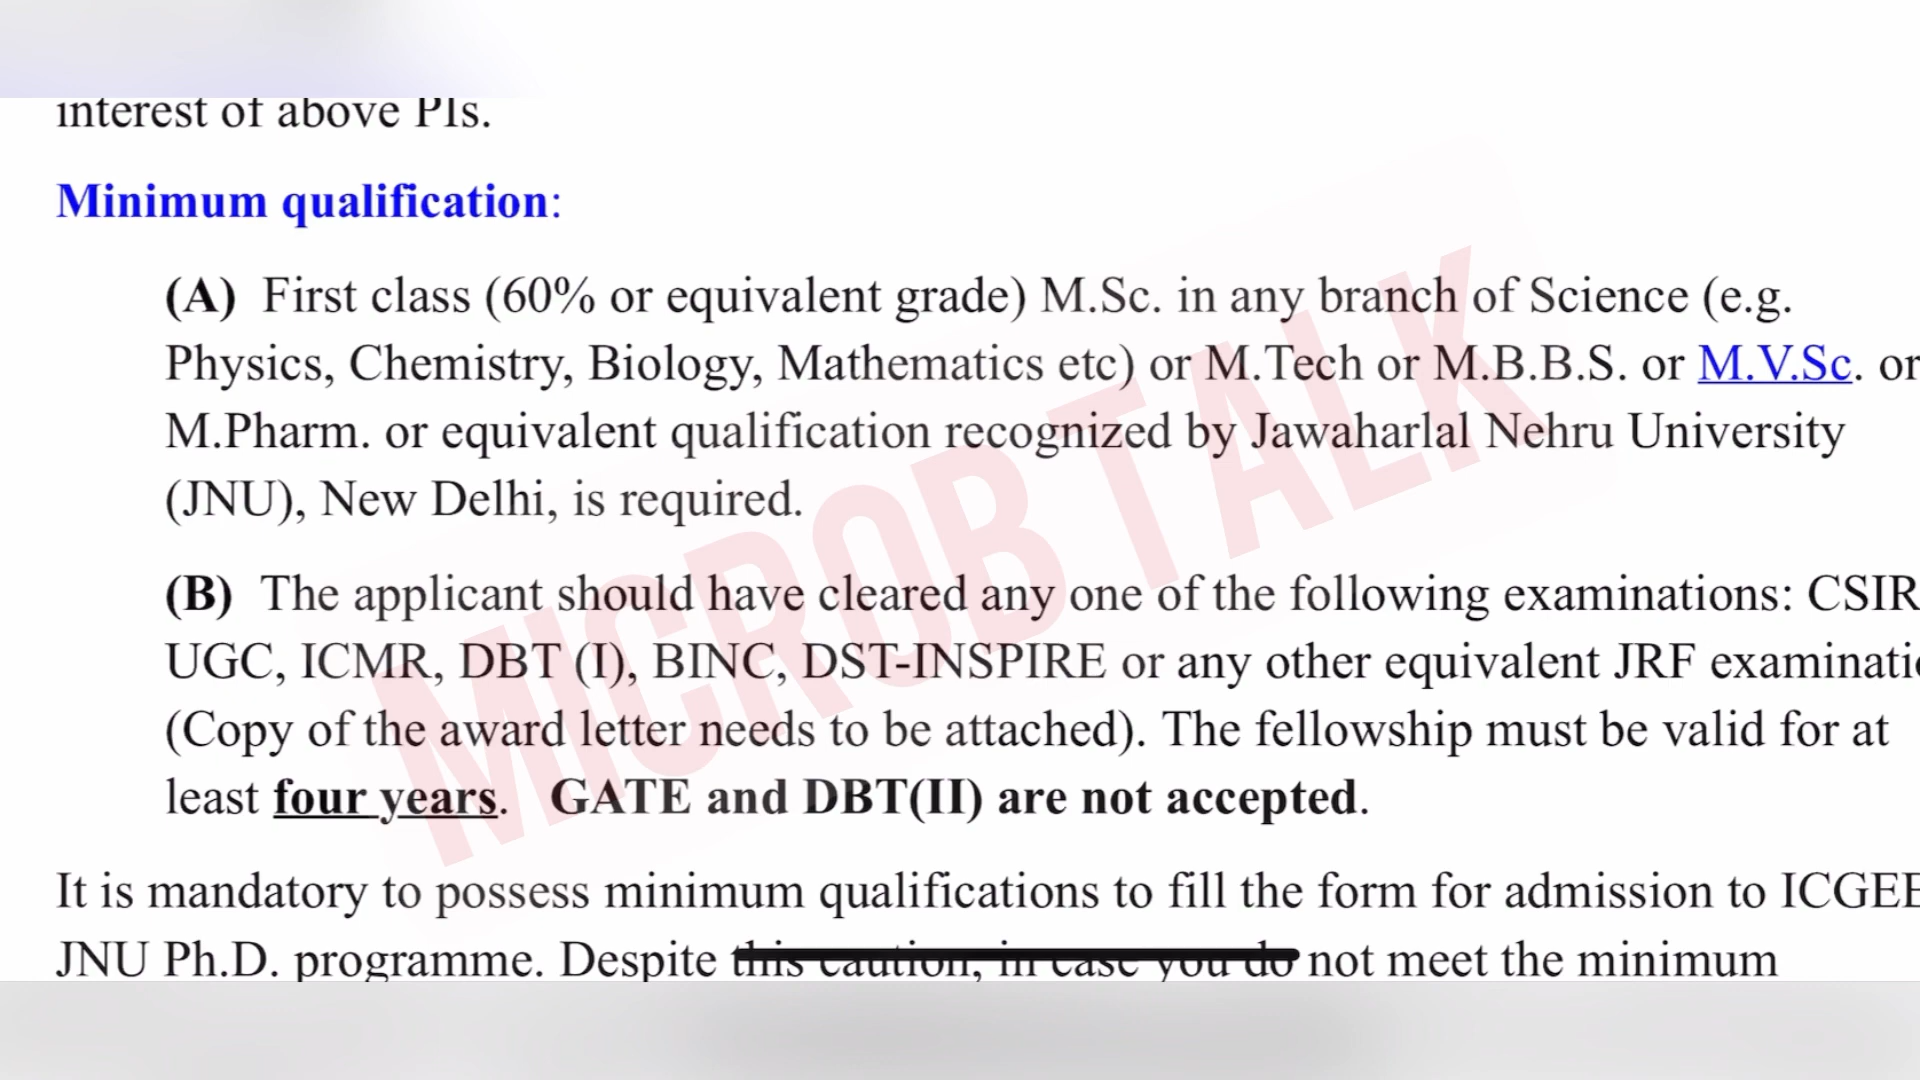 interest of above PIs.
Minimum qualification:
(A) First class (60% or equivalent grade) M.Sc. in any branch of Science (e.g.
Physics, Chemistry, Biology, Mathematics etc) or M.Tech or M.B.B.S. or M.V.Sc. or
M.Pharm. or equivalent qualification recognized by Jawaharlal Nehru University
(JNU), New Delhi, is required.
(B) The applicant should have cleared any one of the following examinations: CSIR
UGC, ICMR, DBT (I), BINC, DST-INSPIRE or any other equivalent JRF
(Copy of the award letter needs to be attached). The fellowship must be valid for at
least four years. GATE and DBT(II) are not accepted.
It is mandatory to possess minimum qualifications to fill the form for admission to
JNU Ph.D. programme. Despite this caution, in case you do not meet the minimum
MICROB TALK